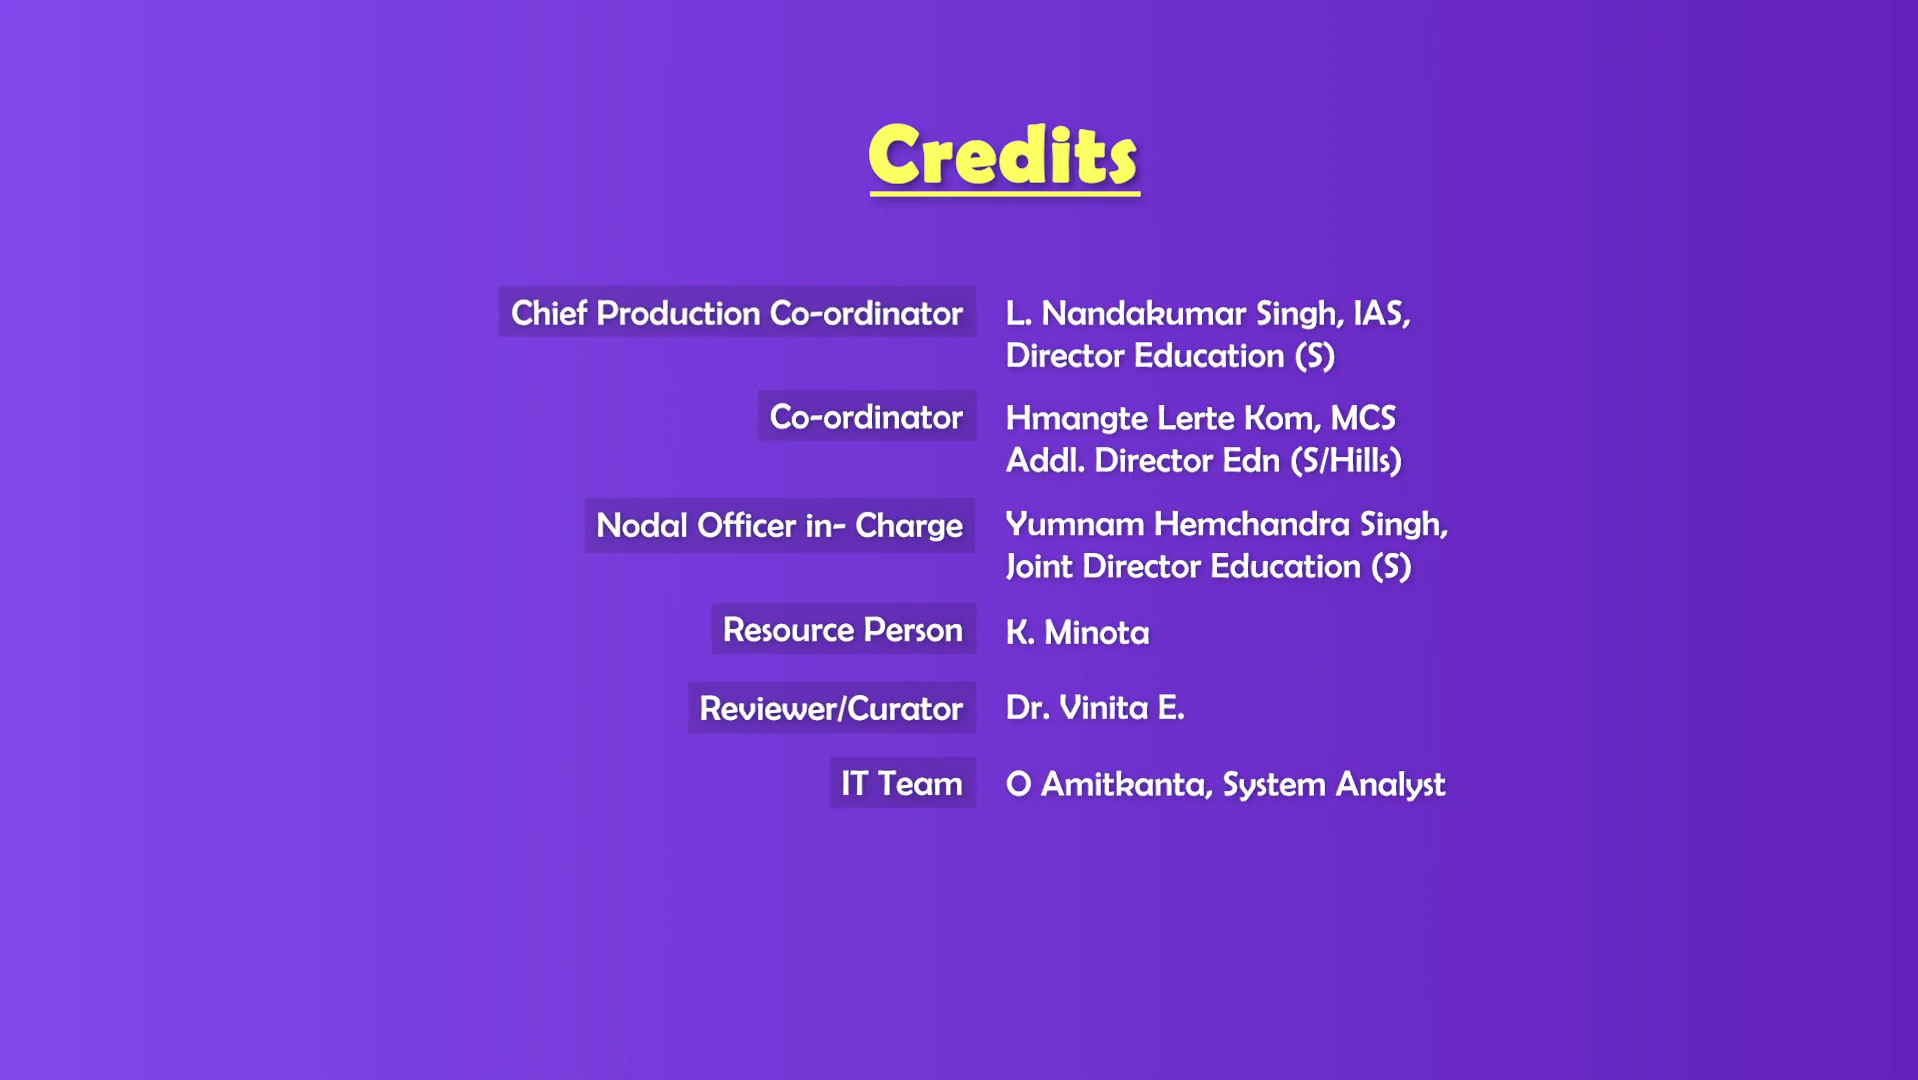 Credits
Chief Production Co-ordinator L. Nandakumar Singh, IAS,
Director Education (S)
Co-ordinator Hmangte Lerte Kom, MCS
Addl. Director Edn (S/Hills)
Nodal Officer in- Charge Yumnam Hemchandra Singh,
Joint Director Education (S)
Resource Person K. Minota
Reviewer/Curator Dr. Vinita E.
IT Team O Amitkanta, System Analyst